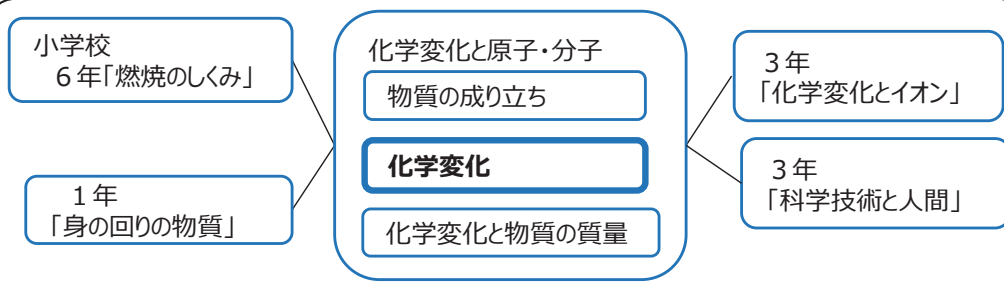 小学校
６年「燃焼のしくみ」
１年
「身の回りの物質」
化学変化と原子・分子
物質の成り立ち
化学変化
化学変化と物質の質量
３年
「化学変化とイオン」
３年
「科学技術と人間」